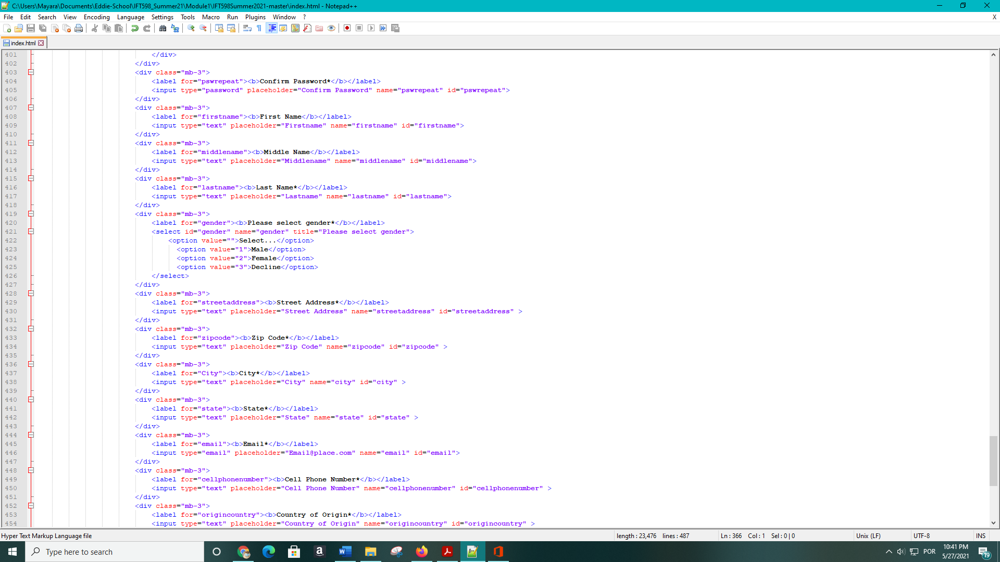 C:\Users\Mayara\Documents\Eddie-School\IFT598_Summer21\Module1\IFT598Summer2021-master\index.html - Notepad++
File Edit Search View Encoding Language Settings Tools Macro Run Plugins Window ? X
index.html
401 </div>
402 </div>
403 <div class="mb-3">
404 <label for="pswrepeat"><b>Confirm Password*</b></label>
405 <input type="password" placeholder="Confirm Password" name="pswrepeat" id="pswrepeat">
406 </div>
407 <div class="mb-3">
408 <label for="firstname"><b>First Name</b></label>
409 <input type="text" placeholder="Firstname" name="firstname" id="firstname">
410 </div>
411 <div class="mb-3">
412 <label for="middlename"><b>Middle Name</b></label>
413 <input type="text" placeholder="Middlename" name="middlename" id="middlename">
414 </div>
415 <div class="mb-3">
416 <label for="lastname"><b>Last Name*</b></label>
417 <input type="text" placeholder="Lastname" name="lastname" id="lastname">
418 </div>
419 <div class="mb-3">
420 <label for="gender"><b>Please select gender*</b></label>
421 <select id="gender" name="gender" title="Please select gender">
422 <option value="">Select...</option>
423 <option value="1">Male</option>
424 <option value="2">Female</option>
425 <option value="3">Decline</option>
426 </select>
427 </div>
428 <div class="mb-3">
429 <label for="streetaddress"><b>Street Address*</b></label>
430 <input type="text" placeholder="Street Address" name="streetaddress" id="streetaddress" >
431 </div>
432 <div class="mb-3">
433 <label for="zipcode"><b>Zip Code*</b></label>
434 <input type="text" placeholder="Zip Code" name="zipcode" id="zipcode" >
435 </div>
436 <div class="mb-3">
437 <label for="City"><b>City*</b></label>
438 <input type="text" placeholder="City" name="city" id="city" >
439 </div>
440 <div class="mb-3">
441 <label for="state"><b>State*</b></label>
442 <input type="text" placeholder="State" name="state" id="state" >
443 </div>
444 <div class="mb-3">
445 <label for="email"><b>Email*</b></label>
446 <input type="email" placeholder="Email@place.com" name="email" id="email">
447 </div>
448 <div class="mb-3">
449 <label for="cellphonenumber"><b>Cell Phone Number*</b></label>
450 <input type="text" placeholder="Cell Phone Number" name="cellphonenumber" id="cellphonenumber" >
451 </div>
452 <div class="mb-3">
453 <label for="origincountry"><b>Country of Origin*</b></label>
454 <input type="text" placeholder="Country of Origin" name="origincountry" id="origincountry" >
Hyper Text Markup Language file length : 23,476 lines : 487 Ln : 366 Col : 1 Sel : 0 | 0 Unix (LF) UTF-8 INS
Type here to search POR 10:41 PM 19
5/27/2021